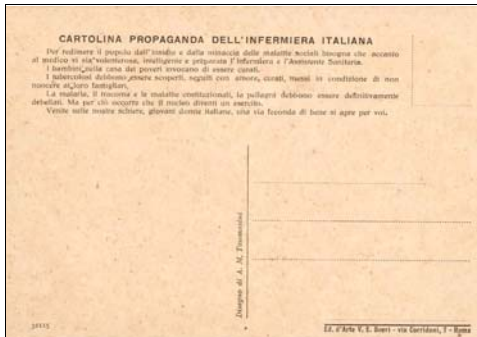 CARTOLINA PROPAGANDA DELL'INFERMIERA ITALIANA
Per redimere il popolo dall'insidia e dalla minaccia delle malattie sociali bisogna che accanto
al medico vi sia volenterosa, intelligente e preparata l'Infermiera e l'Assistente Sanitaria.
I bambini nella casa dei poveri invocano di essere curati.
I tubercolosi debbono essere scoperti, seguiti con amore, curati, messi in condizione di non
nuocere ai loro famigliari.
La malaria, il tracoma e le malattie costituzionali, la pellagra debbono essere definitivamente
debellati. Ma per ciò occorre che il nucleo diventi un esercito.
Venite nelle nostre schiere, giovani donne italiane, una via feconda di bene si apre per voi.
Disegno di A. M.
Ed. d'Arte V. E. Boeri - via Corridoni, 7 - Roma